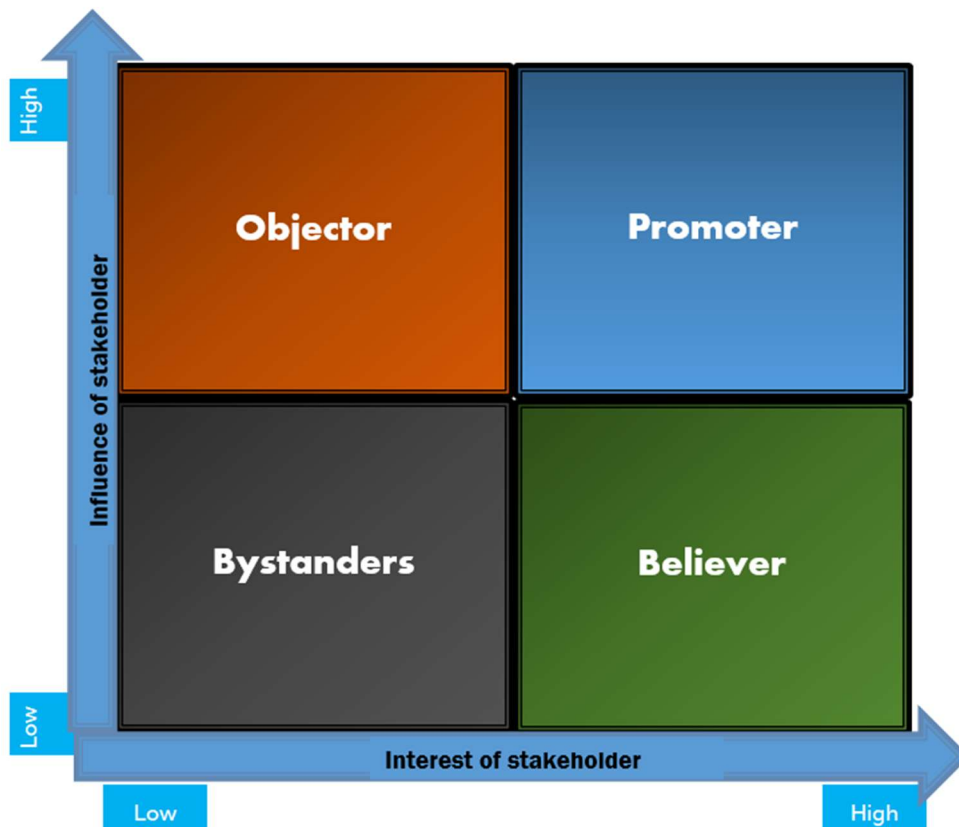 High
Objector
Promoter
Influence of stakeholder
Bystanders
Believer
Low
Interest of stakeholder
Low
High